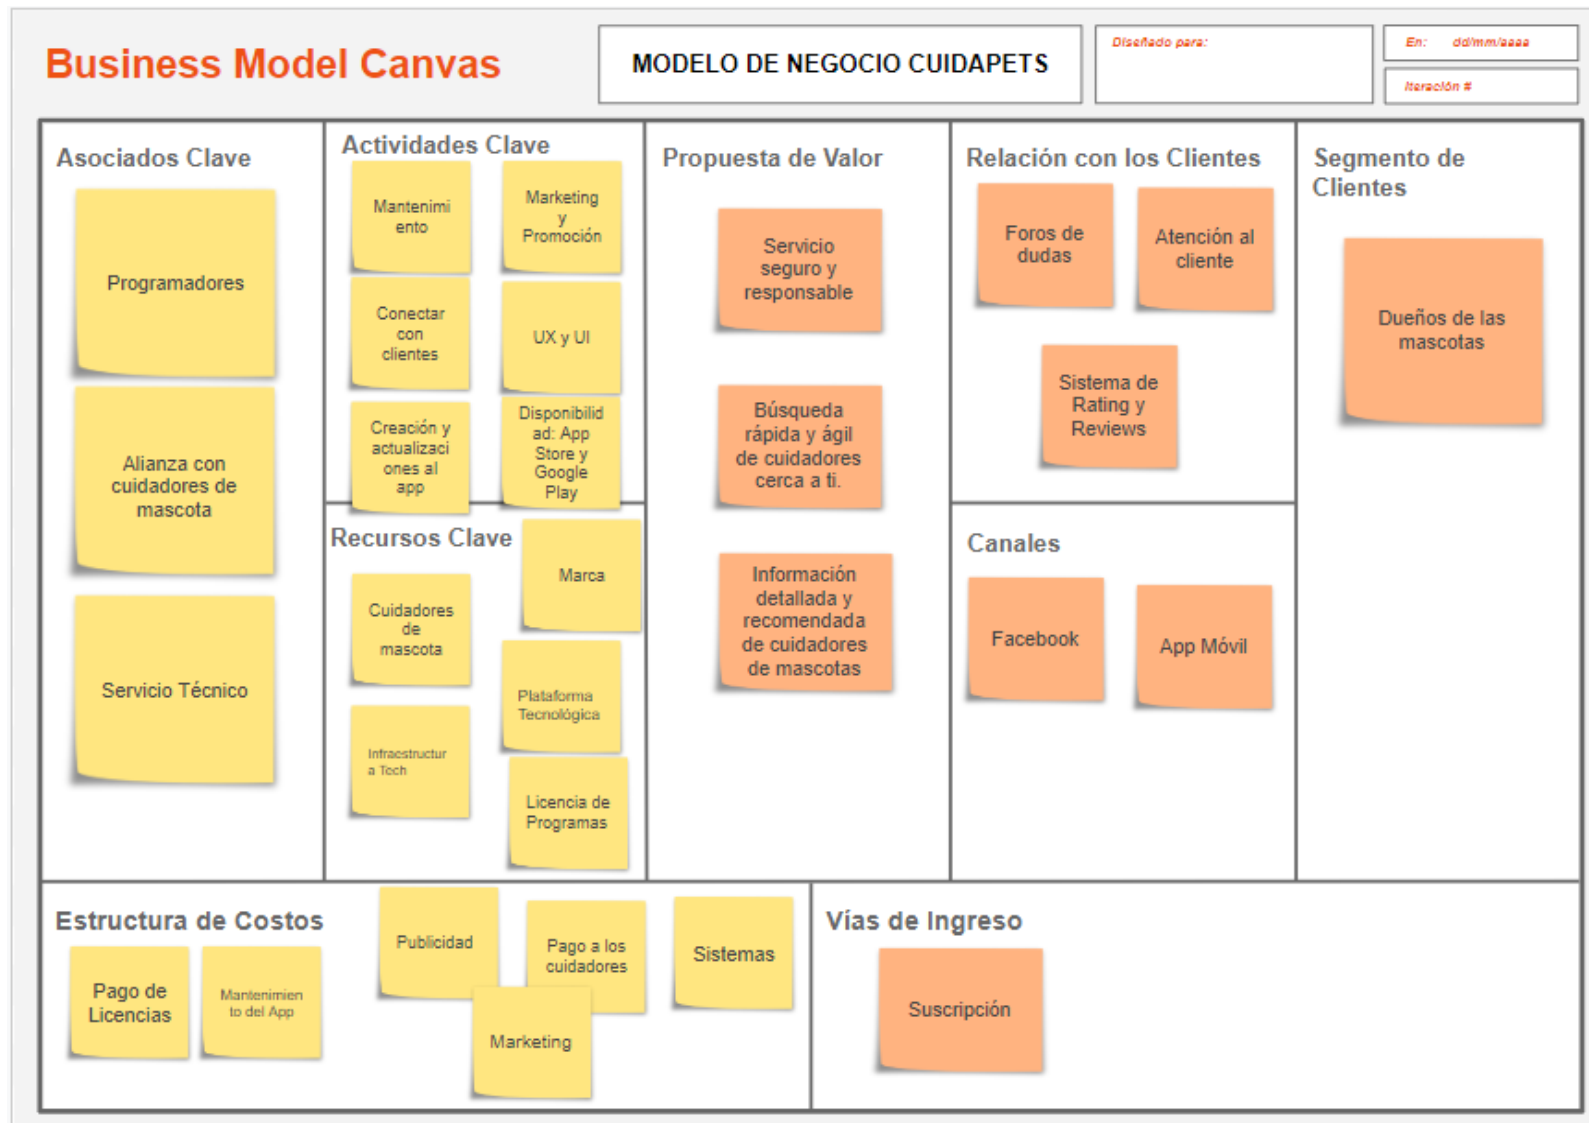 Business Model Canvas
MODELO DE NEGOCIO CUIDAPETS
Diseñado para:
En: dd/mm/aaaa
Iteración #
Asociados Clave
Programadores
Alianza con
cuidadores de
mascota
Servicio Técnico
Actividades Clave
Mantenimi
ento
Marketing
y
Promoción
Conectar
con
clientes
UX y UI
Creación y
actualizaci
ones al
app
Disponibilid
ad: App
Store y
Google
Play
Recursos Clave
Marca
Cuidadores
de
mascota
Plataforma
Tecnológica
Infraestructur
a Tech
Licencia de
Programas
Propuesta de Valor
Servicio
seguro y
responsable
Búsqueda
rápida y ágil
de cuidadores
cerca a ti.
Información
detallada y
recomendada
de cuidadores
de mascotas
Relación con los Clientes
Foros de
dudas
Atención al
cliente
Sistema de
Rating y
Reviews
Canales
Facebook
App Móvil
Segmento de
Clientes
Dueños de las
mascotas
Estructura de Costos
Pago de
Licencias
Mantenimien
to del App
Publicidad
Pago a los
cuidadores
Marketing
Sistemas
Vías de Ingreso
Suscripción